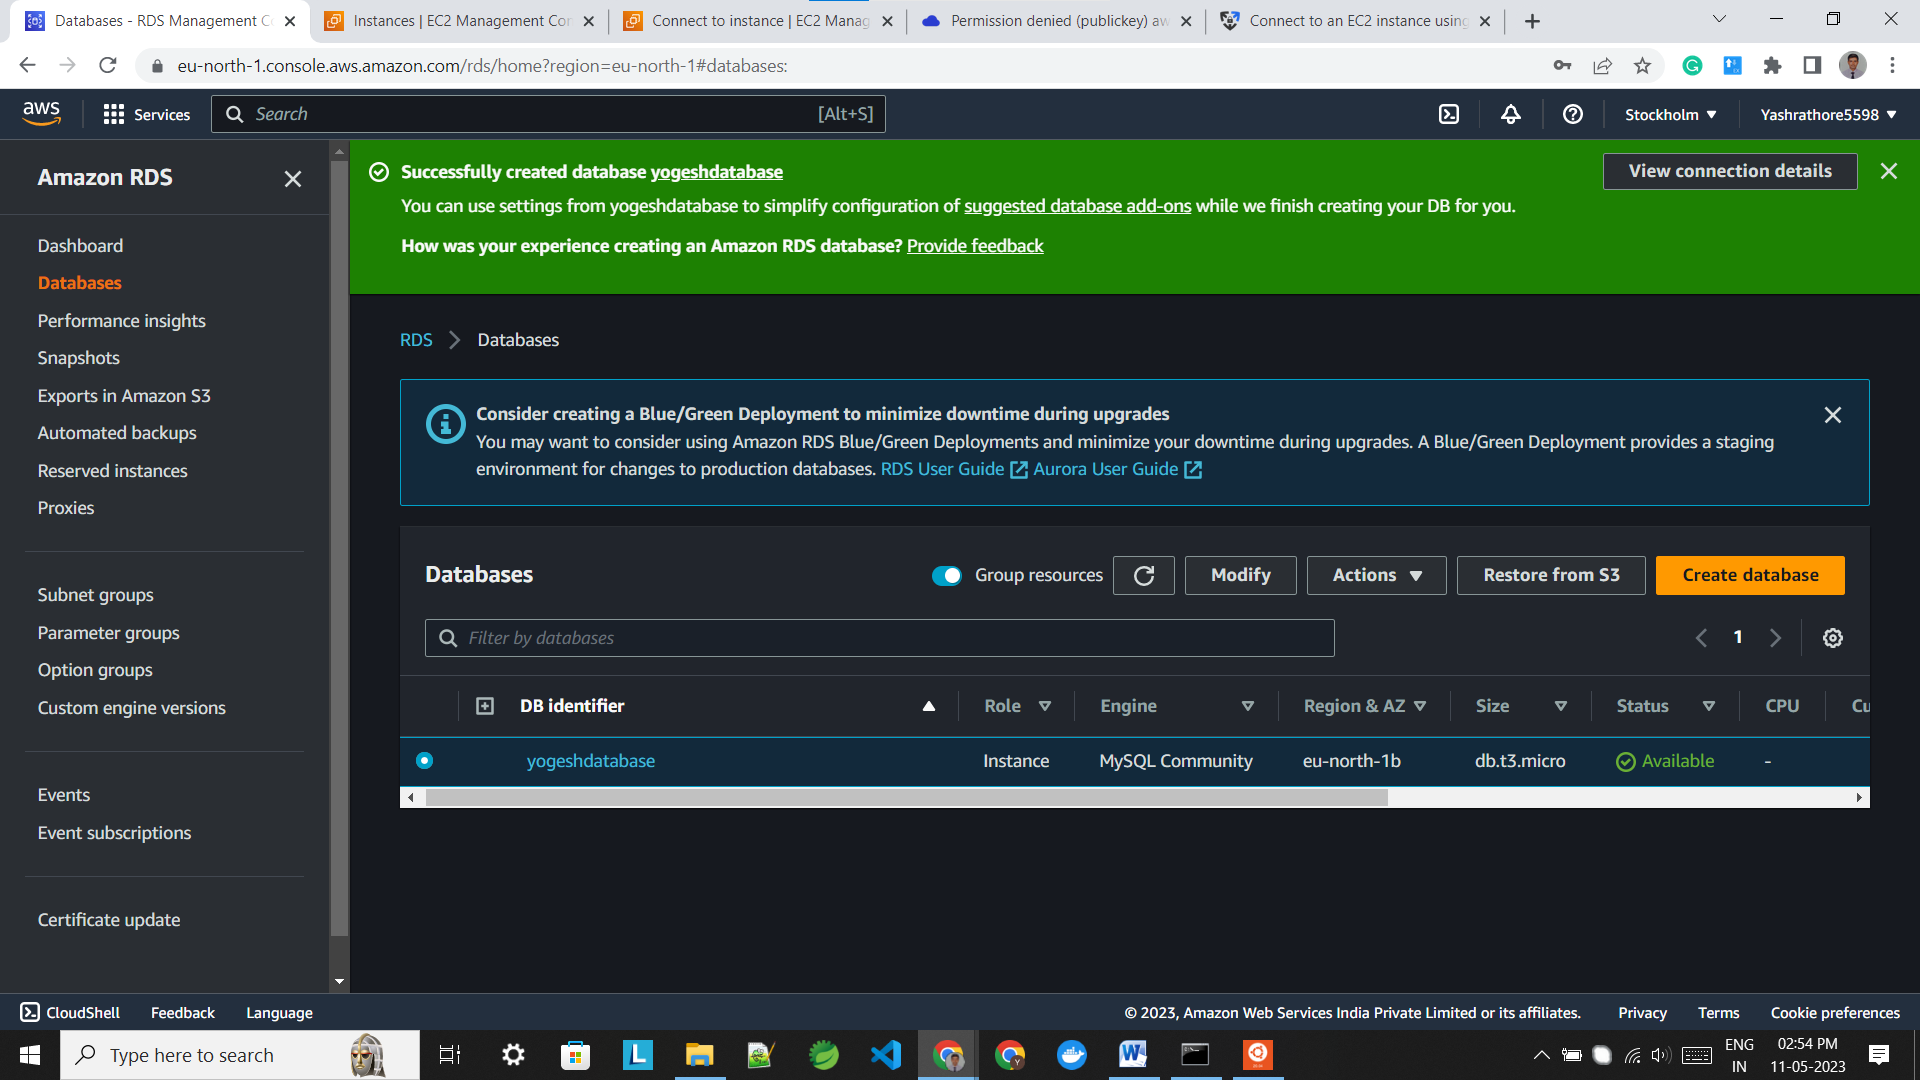 Databases - RDS Management Co
Instances | EC2 Management Con
Connect to instance | EC2 Manag
Permission denied (publickey) aw
Connect to an EC2 instance using
eu-north-1.console.aws.amazon.com/rds/home?region=eu-north-1#databases:
aws
Services
Search
[Alt+S]
Stockholm
Yashrathore5598
Amazon RDS
Dashboard
Databases
Performance insights
Snapshots
Exports in Amazon S3
Automated backups
Reserved instances
Proxies
Subnet groups
Parameter groups
Option groups
Custom engine versions
Events
Event subscriptions
Certificate update
Successfully created database yogeshdatabase
View connection details
You can use settings from yogeshdatabase to simplify configuration of suggested database add-ons while we finish creating your DB for you.
How was your experience creating an Amazon RDS database? Provide feedback
RDS
Databases
Consider creating a Blue/Green Deployment to minimize downtime during upgrades
You may want to consider using Amazon RDS Blue/Green Deployments and minimize your downtime during upgrades. A Blue/Green Deployment provides a staging
environment for changes to production databases. RDS User Guide Aurora User Guide
Databases
Group resources
Modify
Actions
Restore from S3
Create database
Filter by databases
1
DB identifier
Role
Engine
Region & AZ
Size
Status
CPU
Cu
yogeshdatabase
Instance
MySQL Community
eu-north-1b
db.t3.micro
Available
-
CloudShell
Feedback
Language
© 2023, Amazon Web Services India Private Limited or its affiliates.
Privacy
Terms
Cookie preferences
Type here to search
ENG
IN
02:54 PM
11-05-2023